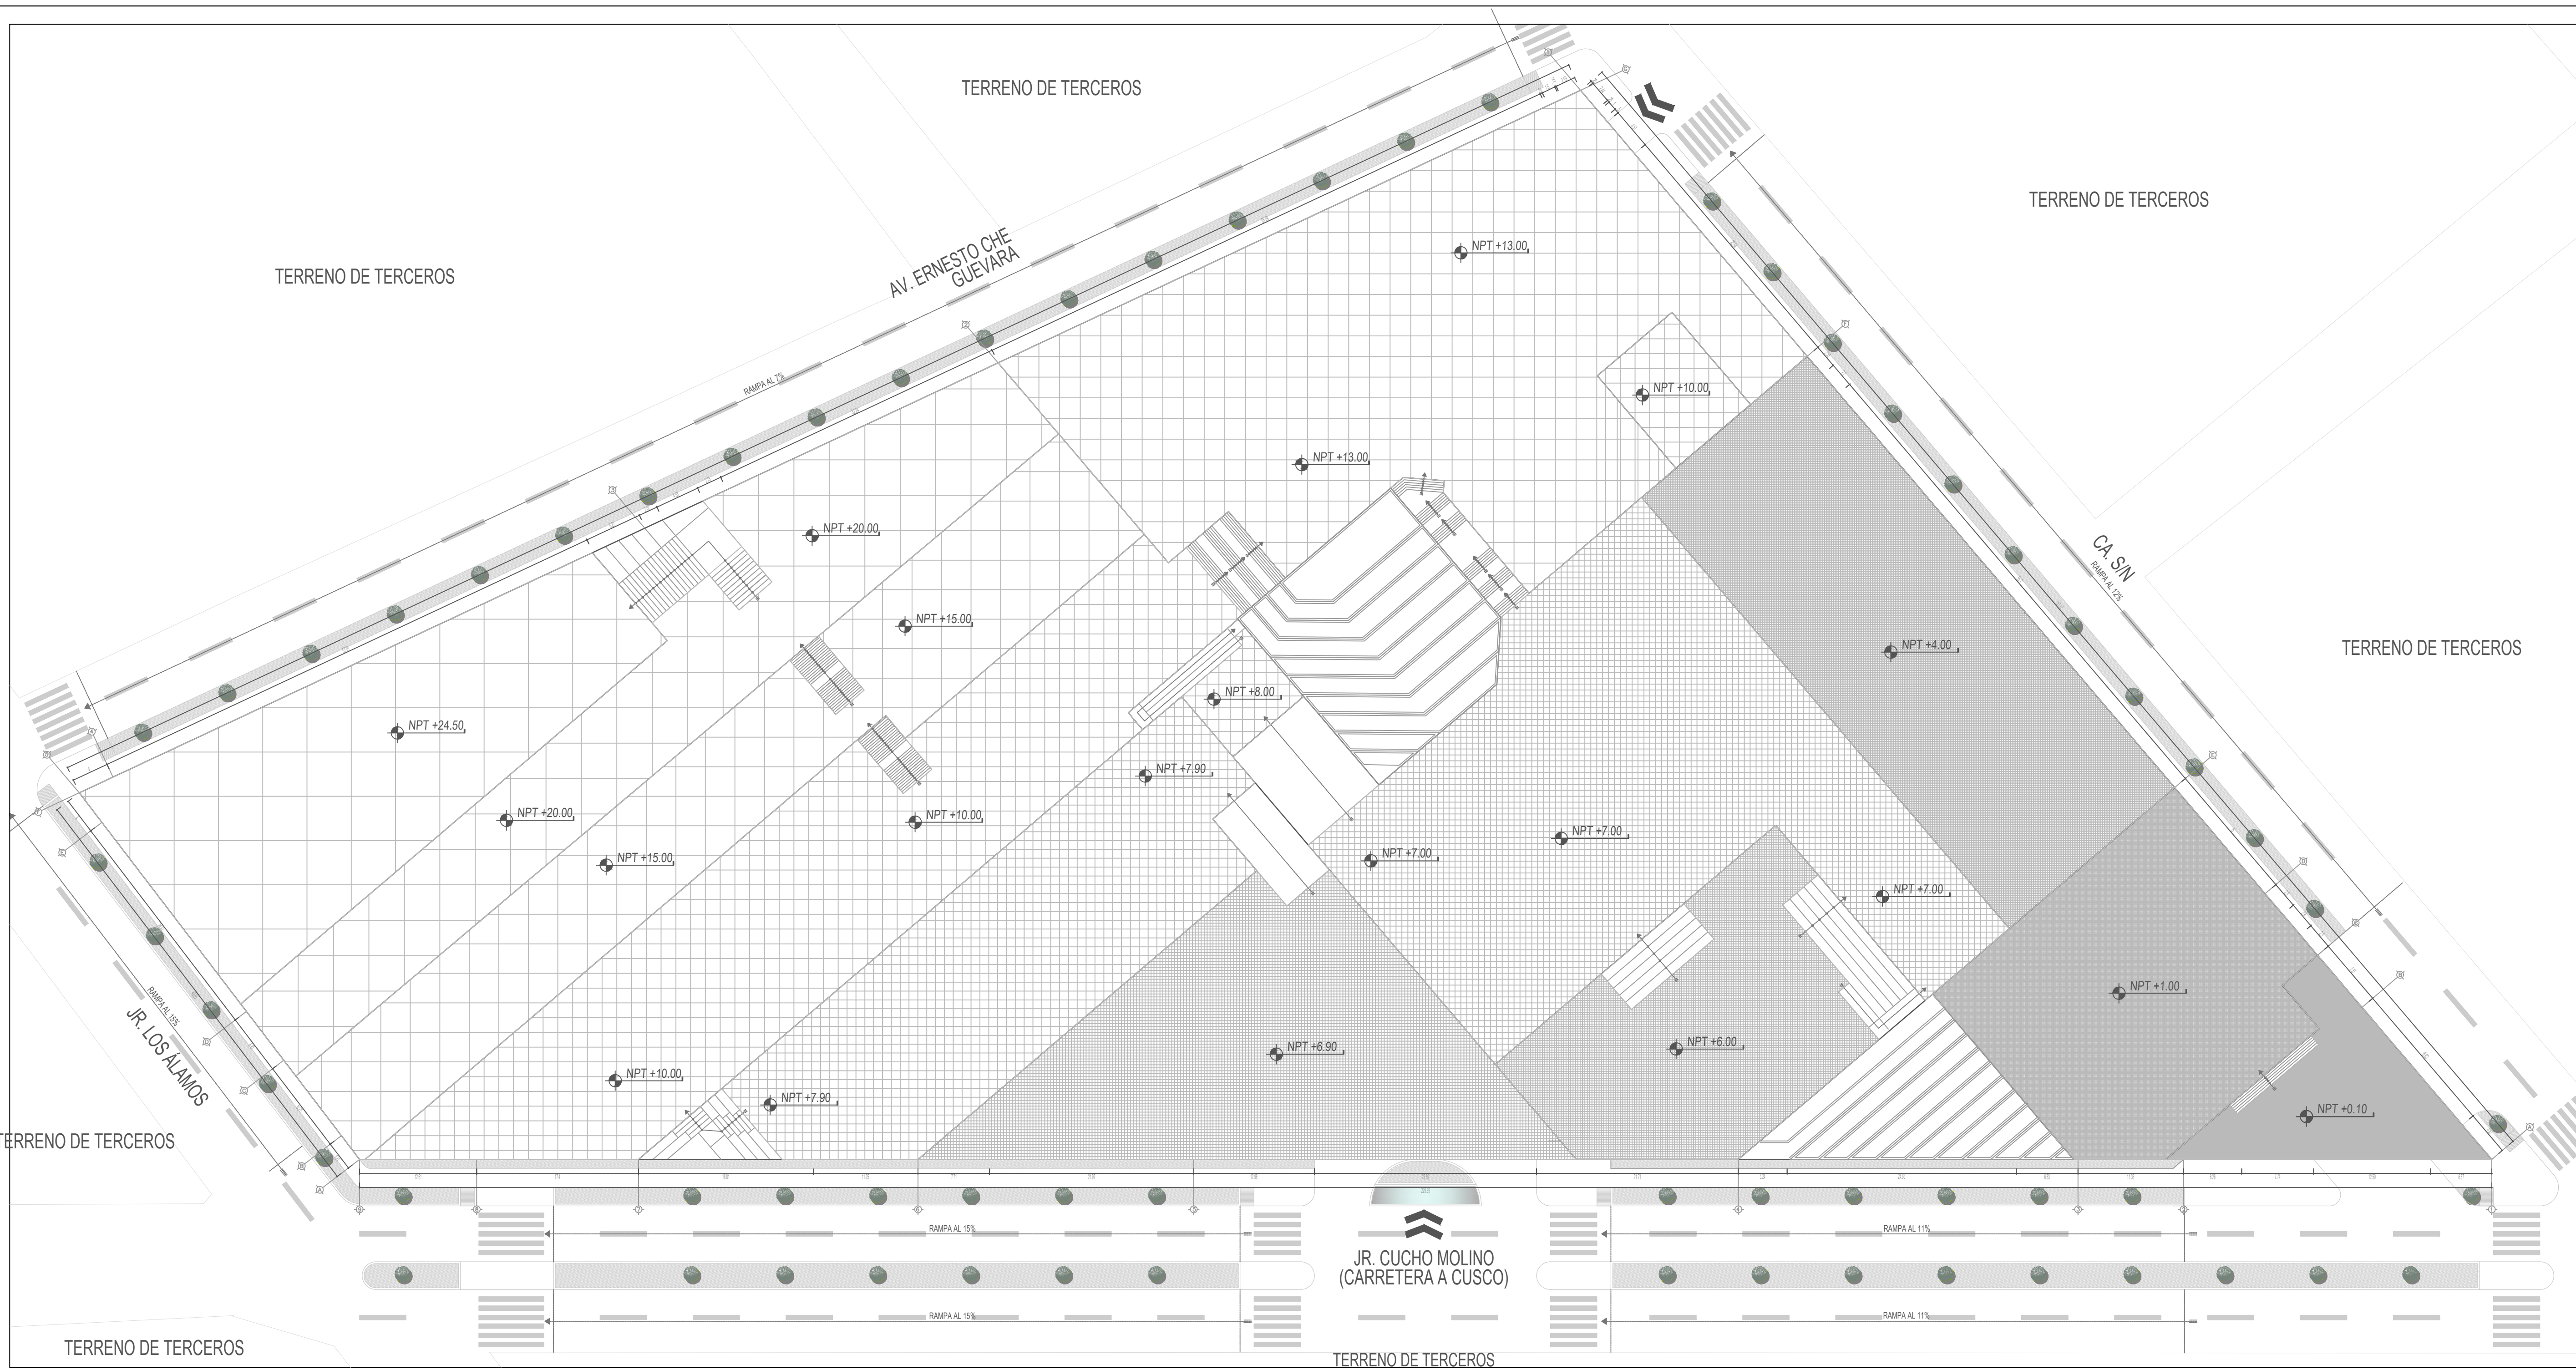 TERRENO DE TERCEROS
TERRENO DE TERCEROS
TERRENO DE TERCEROS
AV. ERNESTO CHE
GUEVARA
NPT +13.00
TERRENO DE TERCEROS
RAMPA AL 7%
NPT +10.00
NPT +13.00
NPT +20.00
CA. S/N
RAMPA AL 12%
NPT +15.00
NPT +4.00
TERRENO DE TERCEROS
NPT +8.00
NPT +24.50
NPT +7.90
NPT +20.00
NPT +10.00
NPT +7.00
NPT +15.00
NPT +7.00
NPT +7.00
NPT +1.00
RAMPA AL 15%
JR. LOS ÁLAMOS
NPT +6.90
NPT +6.00
NPT +10.00
NPT +7.90
NPT +0.10
TERRENO DE TERCEROS
RAMPA AL 15%
RAMPA AL 11%
JR. CUCHO MOLINO
(CARRETERA A CUSCO)
RAMPA AL 15%
RAMPA AL 11%
TERRENO DE TERCEROS
TERRENO DE TERCEROS